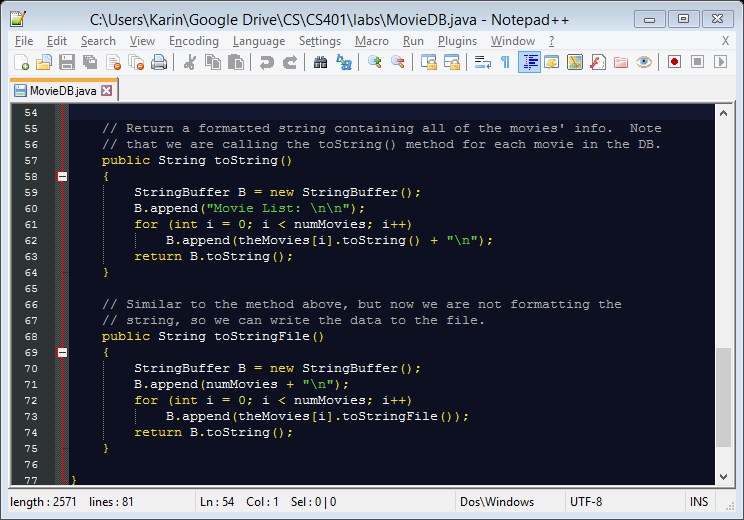 C:\Users\Karin\Google Drive\CS\CS401\labs\MovieDB.java - Notepad++
File Edit Search View Encoding Language Settings Macro Run Plugins Window ? X
MovieDB.java
54
55 // Return a formatted string containing all of the movies' info.  Note
56 // that we are calling the toString() method for each movie in the DB.
57 public String toString()
58 {
59 StringBuffer B = new StringBuffer();
60 B.append("Movie List: \n\n");
61 for (int i = 0; i < numMovies; i++)
62 B.append(theMovies[i].toString() + "\n");
63 return B.toString();
64 }
65
66 // Similar to the method above, but now we are not formatting the
67 // string, so we can write the data to the file.
68 public String toStringFile()
69 {
70 StringBuffer B = new StringBuffer();
71 B.append(numMovies + "\n");
72 for (int i = 0; i < numMovies; i++)
73 B.append(theMovies[i].toStringFile());
74 return B.toString();
75 }
76
77 }
length : 2571 lines : 81 Ln : 54 Col : 1 Sel : 0 | 0 Dos\Windows UTF-8 INS